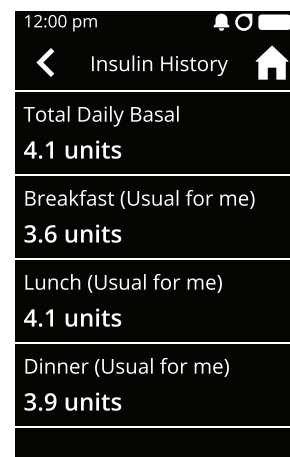 12:00 pm
Insulin History
Total Daily Basal
4.1 units
Breakfast (Usual for me)
3.6 units
Lunch (Usual for me)
4.1 units
Dinner (Usual for me)
3.9 units